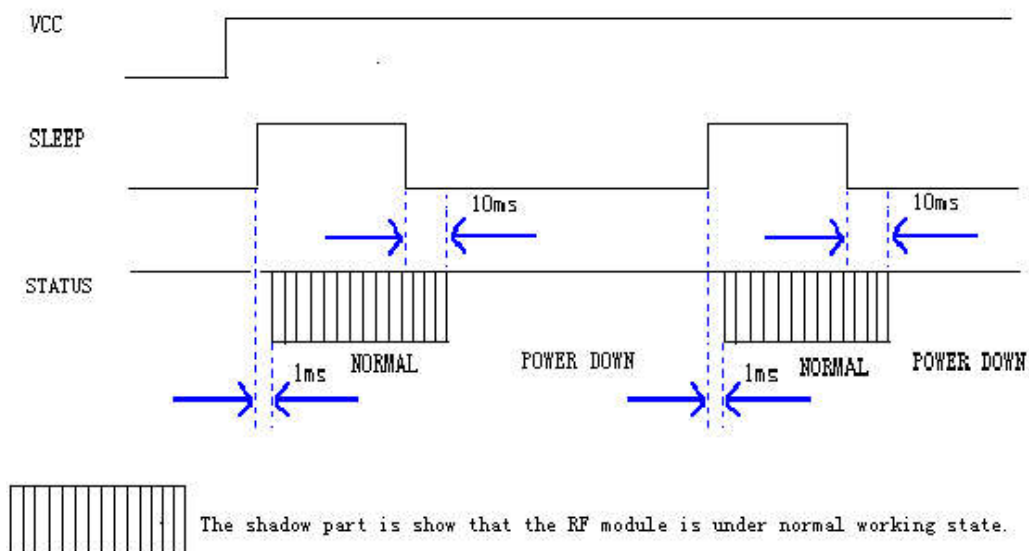 VCC
SLEEP
10ms
10ms
STATUS
1ms
NORMAL
POWER DOWN
1ms
NORMAL
POWER DOWN
The shadow part is show that the RF module is under normal working state.